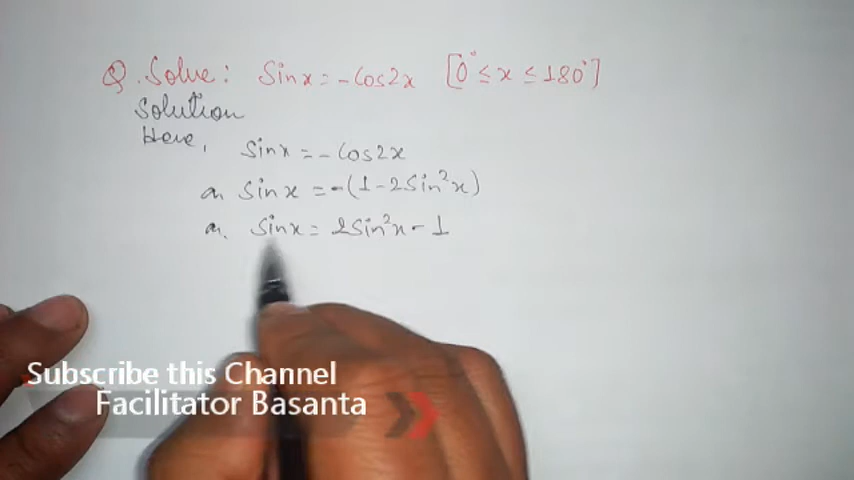 Q. Solve: Sinx = -Cos2x [0° ≤ x ≤ 180°]
Solution
Here,
Sinx = -Cos2x
or Sinx = -(1-2Sin²x)
or. Sinx = 2Sin²x - 1
Subscribe this Channel
Facilitator Basanta